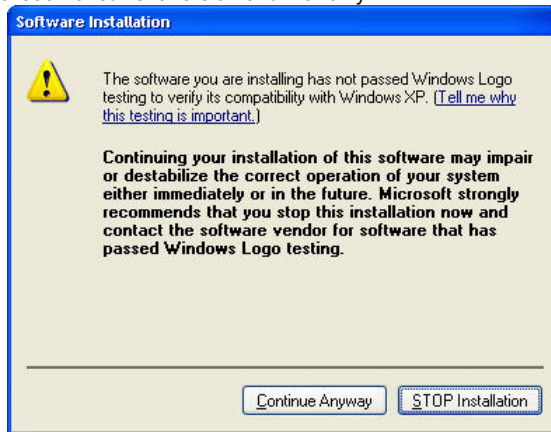 Software Installation
The software you are installing has not passed Windows Logo
testing to verify its compatibility with Windows XP. (Tell me why
this testing is important.)
Continuing your installation of this software may impair
or destabilize the correct operation of your system
either immediately or in the future. Microsoft strongly
recommends that you stop this installation now and
contact the software vendor for software that has
passed Windows Logo testing.
Continue Anyway STOP Installation